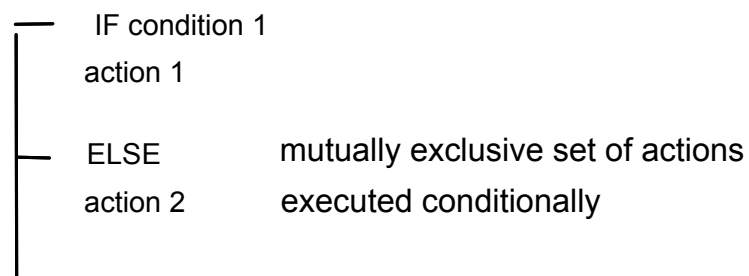 IF condition 1
action 1
ELSE mutually exclusive set of actions
action 2 executed conditionally